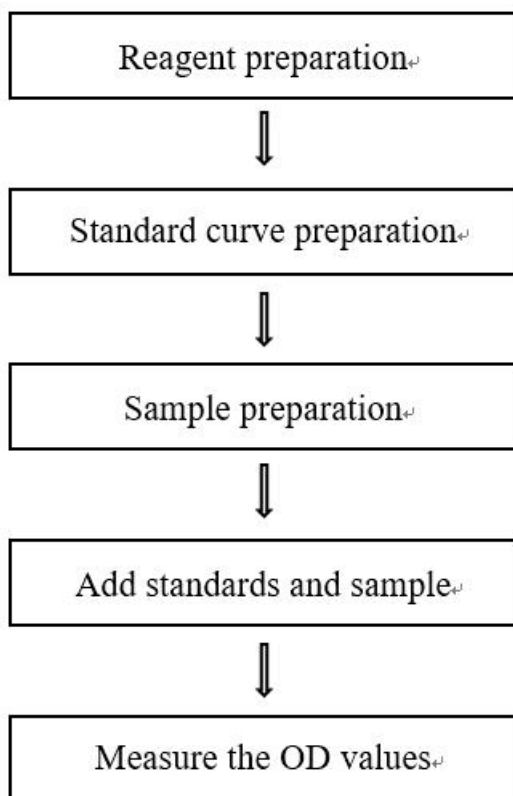 Reagent preparation
Standard curve preparation
Sample preparation
Add standards and sample
Measure the OD values